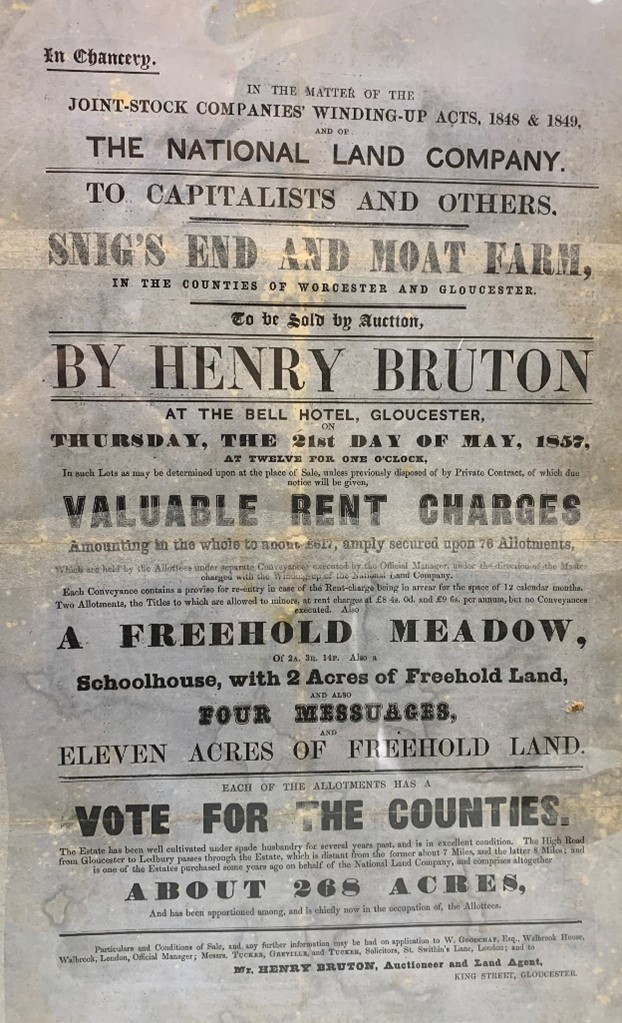 In Chancery.
IN THE MATTER OF THE
JOINT-STOCK COMPANIES' WINDING-UP ACTS, 1848 & 1849,
AND OF
THE NATIONAL LAND COMPANY.
TO CAPITALISTS AND OTHERS.
SNIG'S END AND MOAT FARM,
IN THE COUNTIES OF WORCESTER AND GLOUCESTER.
To be Sold by Auction,
BY HENRY BRUTON
AT THE BELL HOTEL, GLOUCESTER,
ON
THURSDAY, THE 21st DAY OF MAY, 1857,
AT TWELVE FOR ONE O'CLOCK,
In such Lots as may be determined upon at the place of Sale, unless previously disposed of by Private Contract, of which due
notice will be given,
VALUABLE RENT CHARGES
Amounting in the whole to about £617, amply secured upon 76 Allotments,
Which are held by the Allottees under separate Conveyances executed by the Official Manager, under the direction of the Master
charged with the Winding-up of the National Land Company.
Each Conveyance contains a proviso for re-entry in case of the Rent-charge being in arrear for the space of 12 calendar months.
Two Allotments, the Titles to which are allowed to minors, at rent charges at £8 4s. 0d. and £9 6s. per annum, but no Conveyances
executed. Also
A FREEHOLD MEADOW,
Of 2A. 3R. 14P. Also a
Schoolhouse, with 2 Acres of Freehold Land,
AND ALSO
FOUR MESSUAGES,
AND
ELEVEN ACRES OF FREEHOLD LAND.
EACH OF THE ALLOTMENTS HAS A
VOTE FOR THE COUNTIES.
The Estate has been well cultivated under spade husbandry for several years past, and is in excellent condition. The High Road
from Gloucester to Ledbury passes through the Estate, which is distant from the former about 7 Miles, and the latter 8 Miles; and
is one of the Estates purchased some years ago on behalf of the National Land Company, and comprises altogether
ABOUT 268 ACRES,
And has been apportioned among, and is chiefly now in the occupation of, the Allottees.
Particulars and Conditions of Sale, and any further information may be had on application to W. GOODCHAP, Esq., Walbrook House,
Walbrook, London, Official Manager; Messrs. TUCKER, GREVILLE, and TUCKER, Solicitors, St. Swithin's Lane, London; and to
Mr. HENRY BRUTON, Auctioneer and Land Agent,
KING STREET, GLOUCESTER.